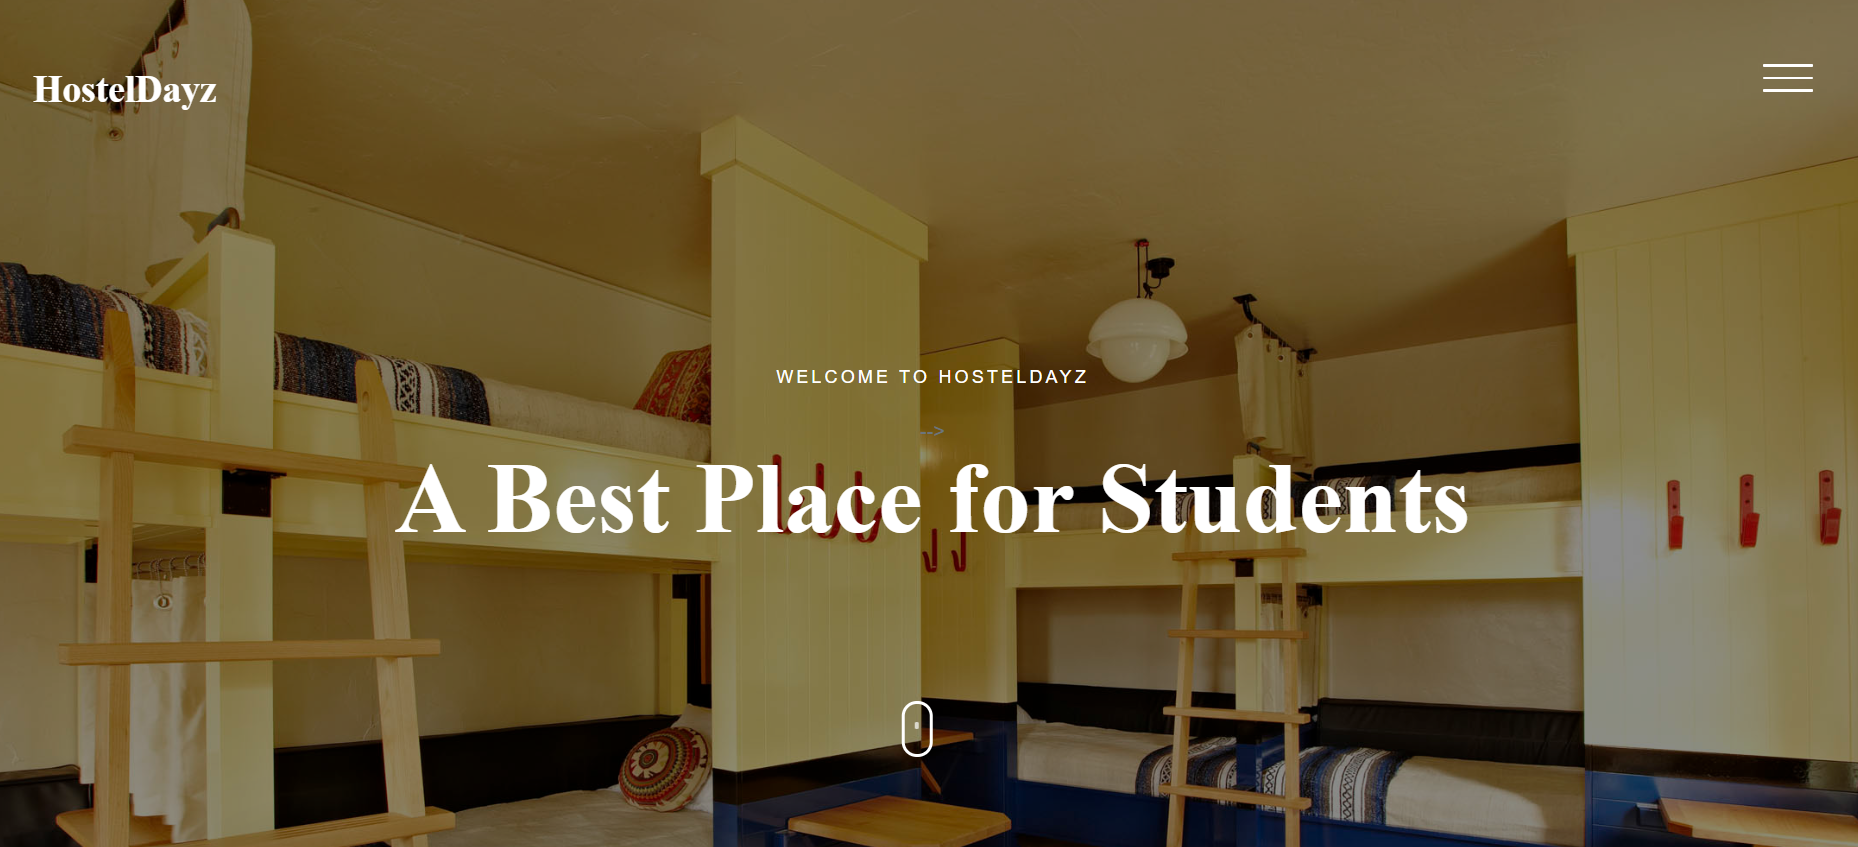 HostelDayz
WELCOME TO HOSTELDAYZ
-->
A Best Place for Students